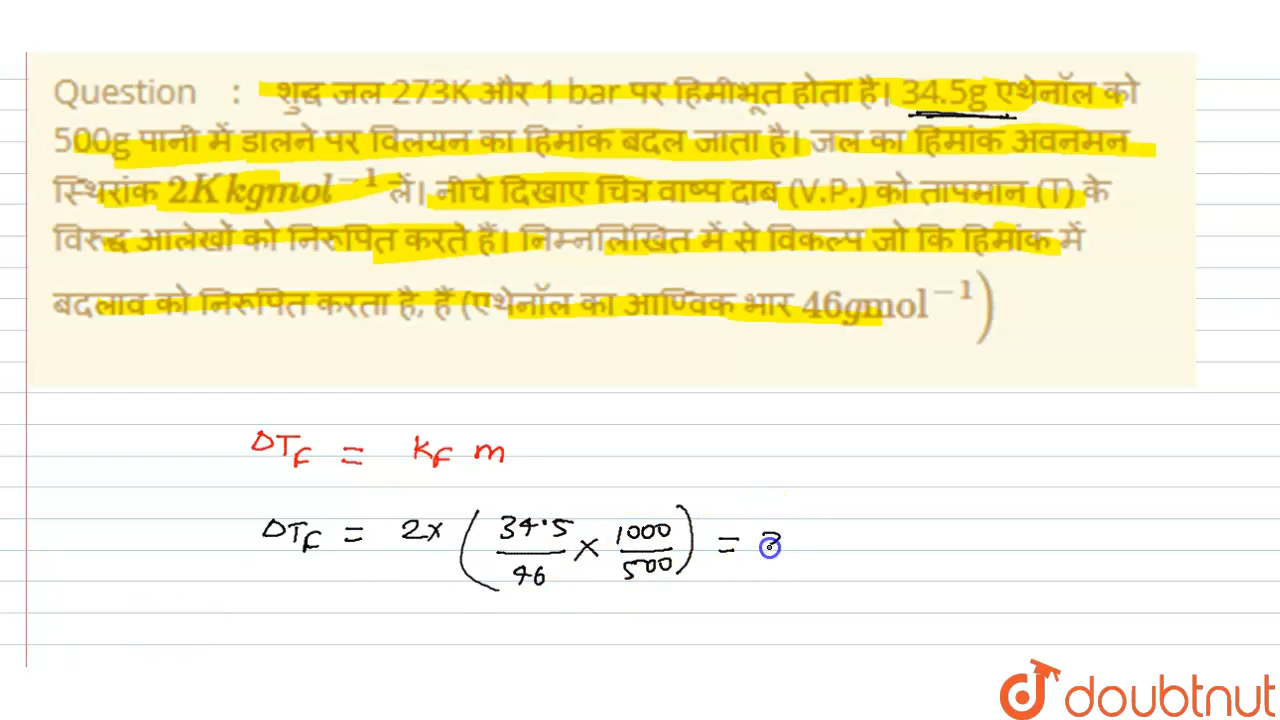 Question : शुद्ध जल 273K और 1 bar पर हिमीभूत होता है। 34.5g एथेनॉल को
500g पानी में डालने पर विलयन का हिमांक बदल जाता है। जल का हिमांक अवनमन
स्थिरांक 2K kgmol⁻¹ लें। नीचे दिखाए चित्र वाष्प दाब (V.P.) को तापमान (T) के
विरुद्ध आलेखों को निरूपित करते हैं। निम्नलिखित में से विकल्प जो कि हिमांक में
बदलाव को निरूपित करता है, हैं (एथेनॉल का आण्विक भार 46gmol⁻¹)
ΔT_f = K_f m
ΔT_f = 2× (34.5/46 × 1000/500) = 3
doubtnut